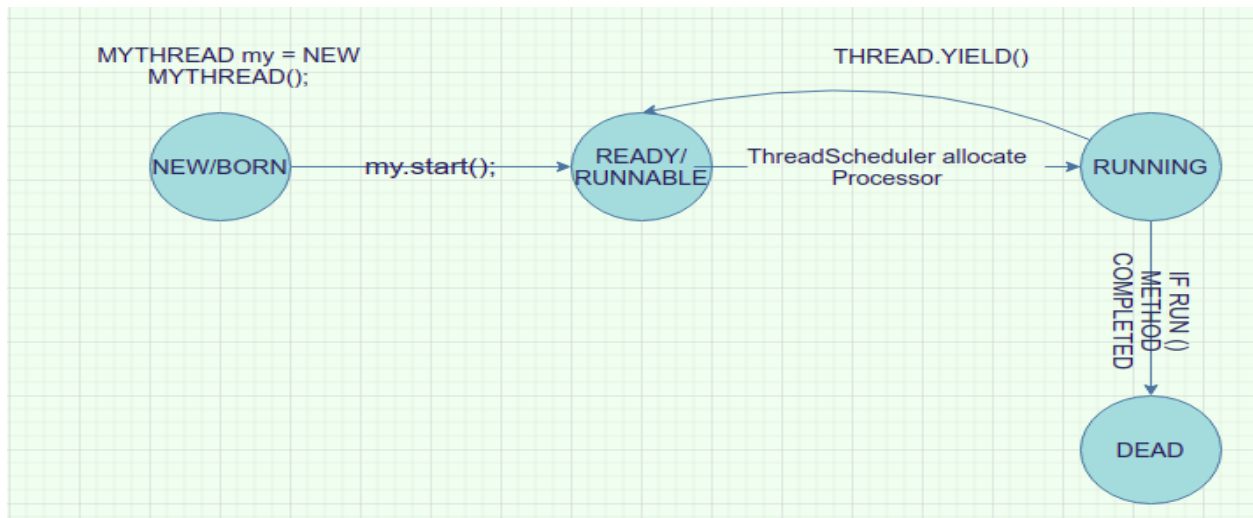 MYTHREAD my = NEW
MYTHREAD();
THREAD.YIELD()
NEW/BORN
my.start();
READY/
RUNNABLE
ThreadScheduler allocate
Processor
RUNNING
IF RUN ()
METHOD
COMPLETED
DEAD